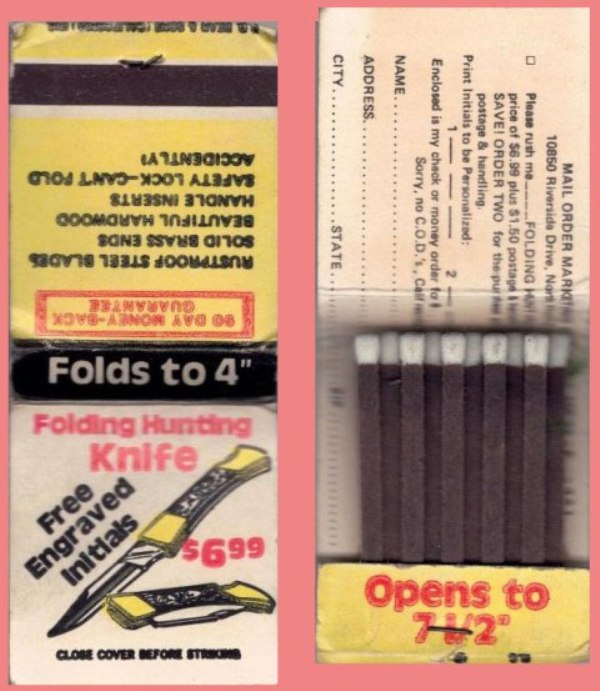 ACCIDENTLY!
SAFETY LOCK-CAN'T FOLD
HANDLE INSERTS
BEAUTIFUL HARDWOOD
SOLID BRASS ENDS
RUSTPROOF STEEL BLADES
90 DAY MONEY-BACK
GUARANTEE
Folds to 4"
Folding Hunting
Knife
Free
Engraved
Initials
$6.99
CLOSE COVER BEFORE STRIKING
MAIL ORDER
10850 Riverside Drive,
Please rush me FOLDING
price of $6.99 plus $1.50 postage
SAVE! ORDER TWO for the
postage & handling.
Print Initials to be Personalized:
1 2
Enclosed is my check or money order
Sorry, no C.O.D.'s,
NAME
ADDRESS
CITY STATE
Opens to
7 1/2"